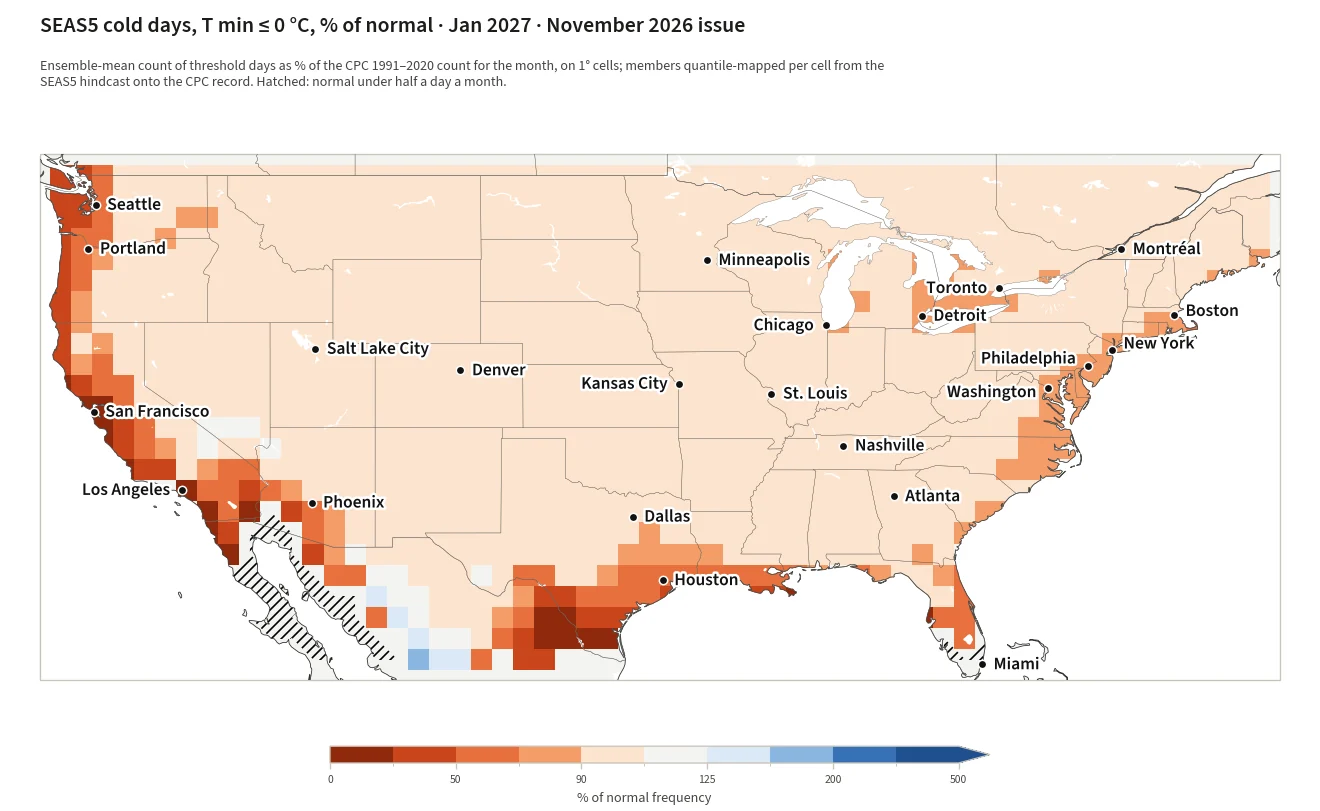 SEAS5 cold days, T min ≤ 0 °C, % of normal · Jan 2027 · November 2026 issue
Ensemble-mean count of threshold days as % of the CPC 1991–2020 count for the month, on 1° cells; members quantile-mapped per cell from the
SEAS5 hindcast onto the CPC record. Hatched: normal under half a day a month.
Seattle
Portland
Montréal
Minneapolis
Toronto
Boston
Detroit
Chicago
New York
Salt Lake City
Philadelphia
Denver
Kansas City
Washington
St. Louis
San Francisco
Nashville
Los Angeles
Atlanta
Phoenix
Dallas
Houston
Miami
0 50 90 125 200 500
% of normal frequency